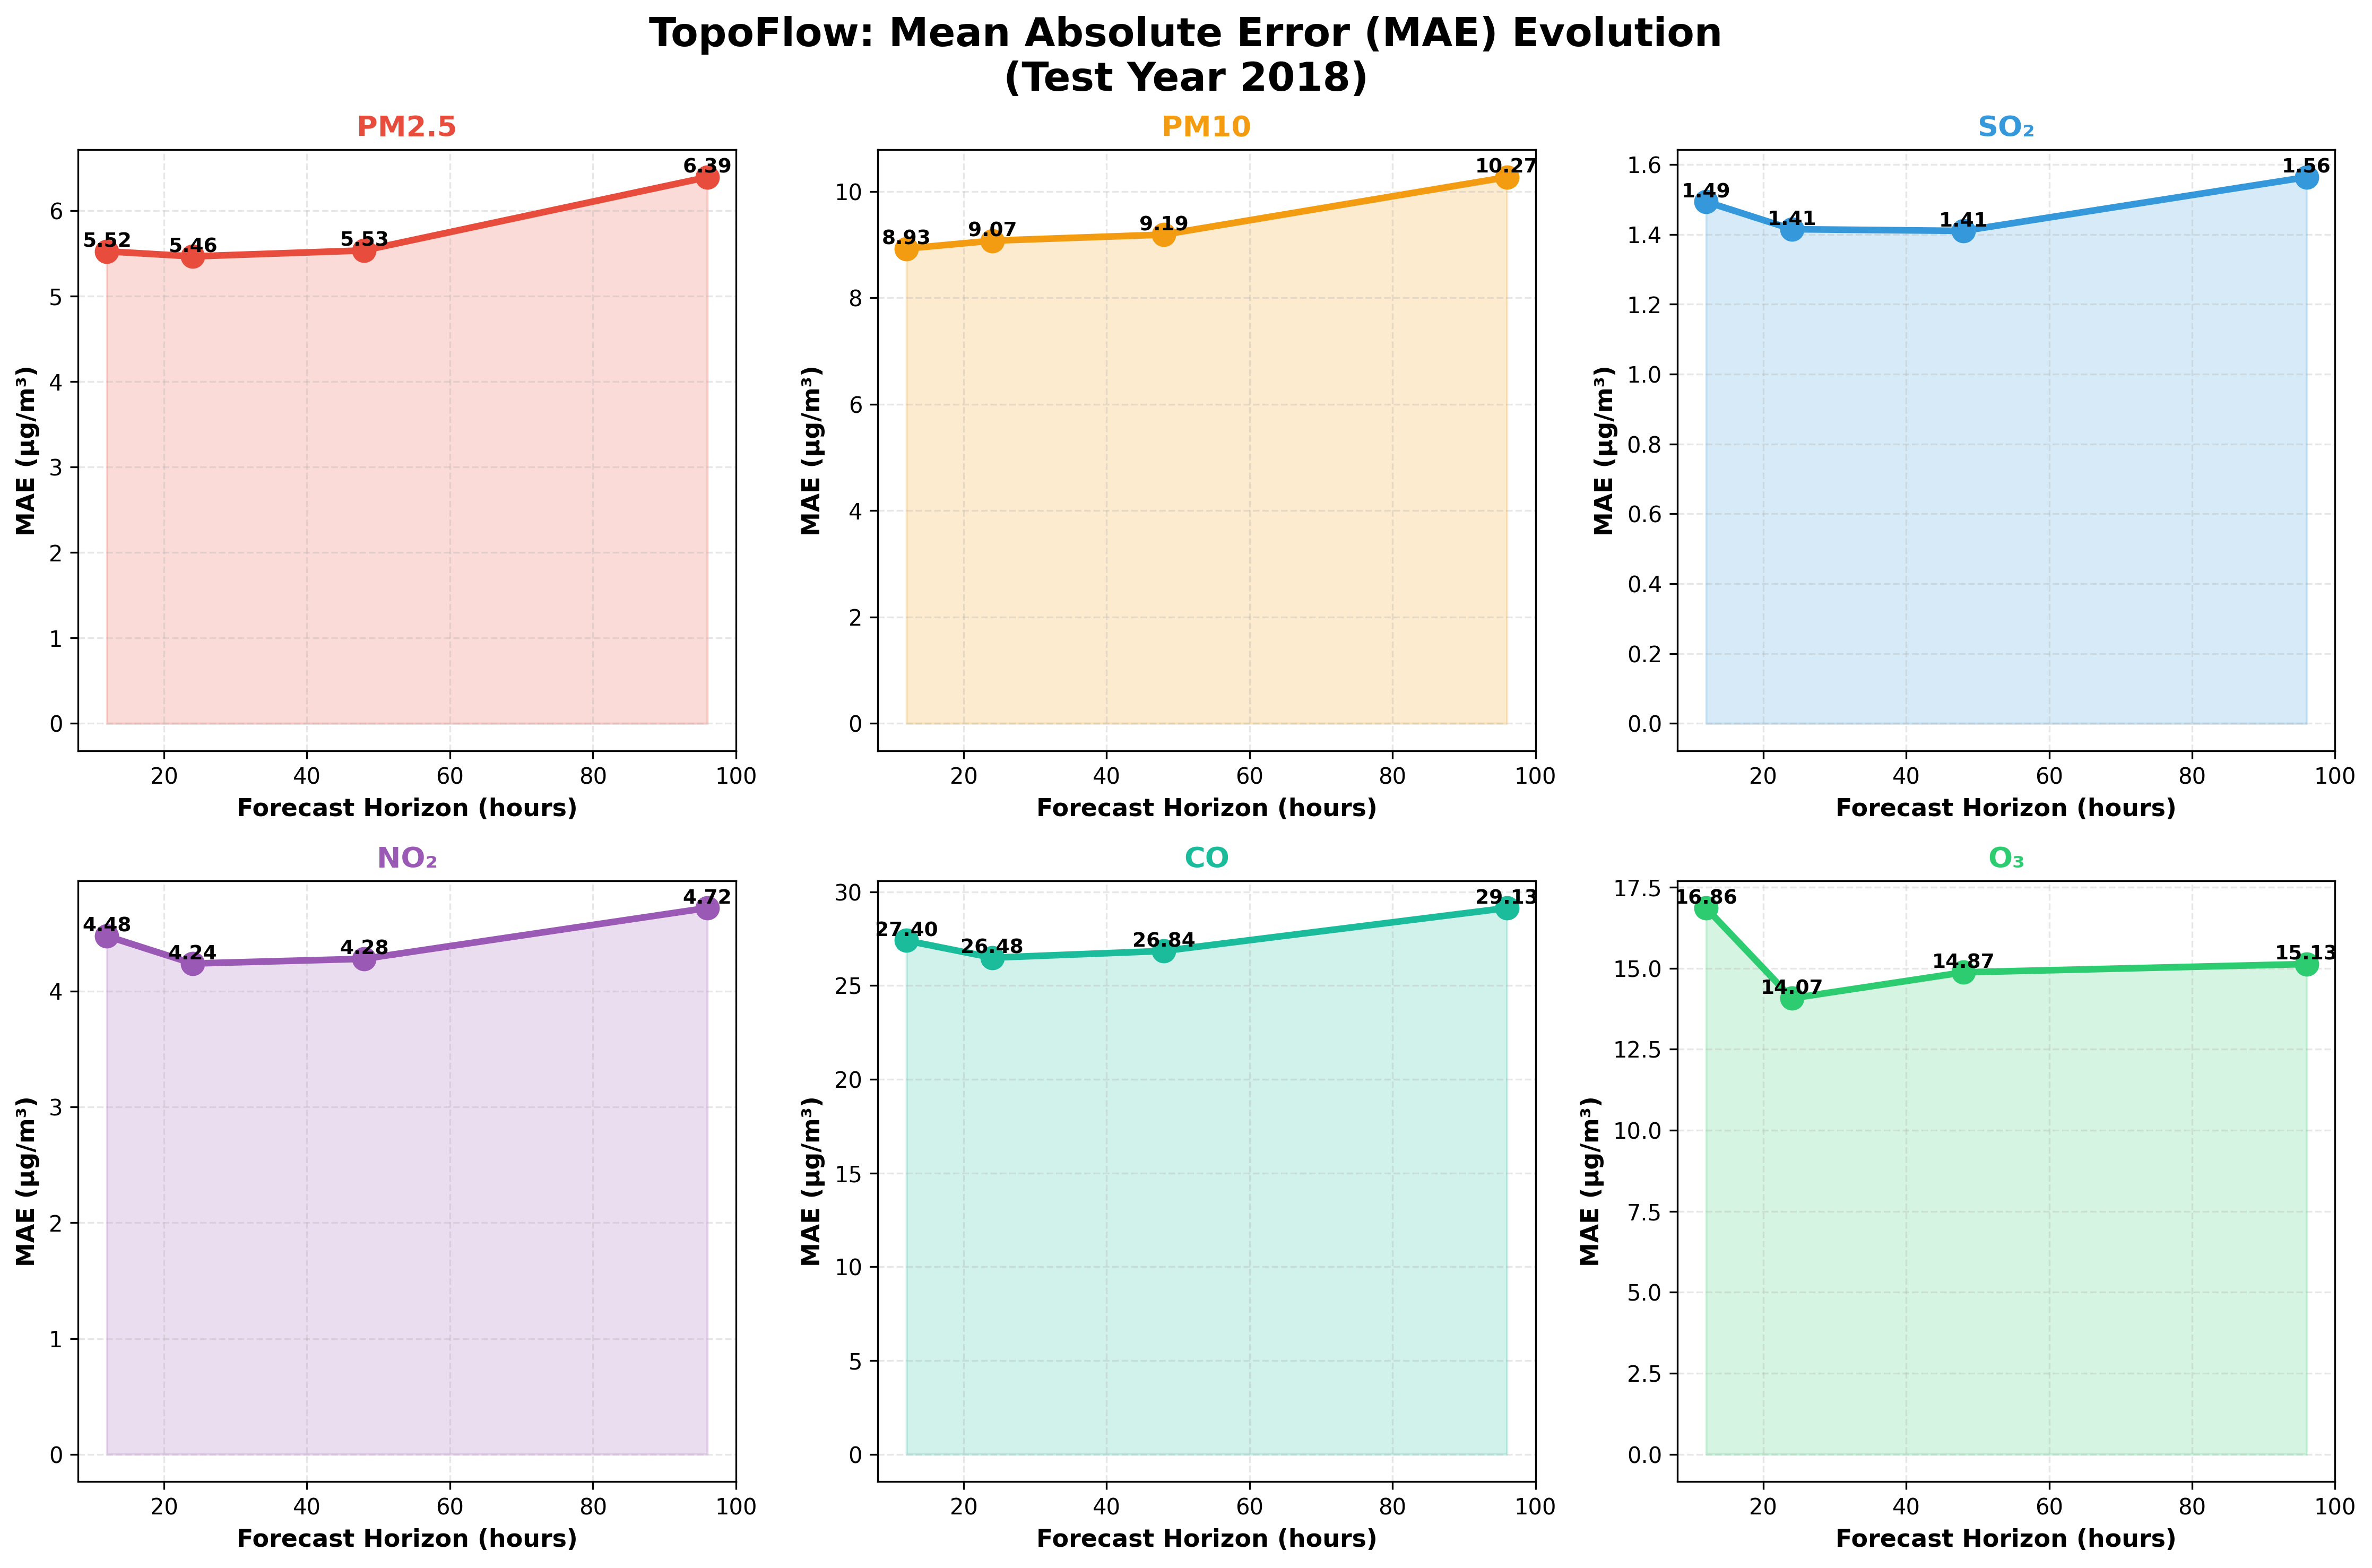 TopoFlow: Mean Absolute Error (MAE) Evolution
(Test Year 2018)
PM2.5
MAE (μg/m³)
6
5
4
3
2
1
0
5.52
5.46
5.53
6.39
20 40 60 80 100
Forecast Horizon (hours)
PM10
MAE (μg/m³)
10
8
6
4
2
0
8.93
9.07
9.19
10.27
20 40 60 80 100
Forecast Horizon (hours)
SO₂
MAE (μg/m³)
1.6
1.4
1.2
1.0
0.8
0.6
0.4
0.2
0.0
1.49
1.41
1.41
1.56
20 40 60 80 100
Forecast Horizon (hours)
NO₂
MAE (μg/m³)
4
3
2
1
0
4.48
4.24
4.28
4.72
20 40 60 80 100
Forecast Horizon (hours)
CO
MAE (μg/m³)
30
25
20
15
10
5
0
27.40
26.48
26.84
29.13
20 40 60 80 100
Forecast Horizon (hours)
O₃
MAE (μg/m³)
17.5
15.0
12.5
10.0
7.5
5.0
2.5
0.0
16.86
14.07
14.87
15.13
20 40 60 80 100
Forecast Horizon (hours)